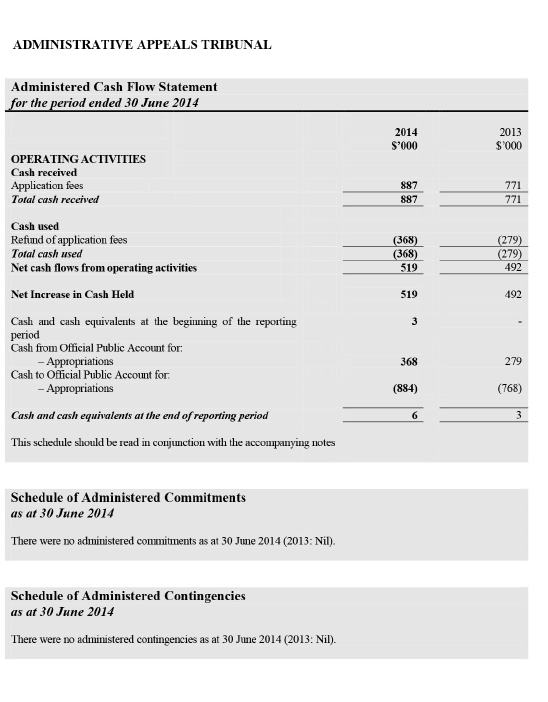 ADMINISTRATIVE APPEALS TRIBUNAL
Administered Cash Flow Statement
for the period ended 30 June 2014
2014 2013
$'000 $'000
OPERATING ACTIVITIES
Cash received
Application fees 887 771
Total cash received 887 771
Cash used
Refund of application fees (368) (279)
Total cash used (368) (279)
Net cash flows from operating activities 519 492
Net Increase in Cash Held 519 492
Cash and cash equivalents at the beginning of the reporting 3 -
period
Cash from Official Public Account for:
– Appropriations 368 279
Cash to Official Public Account for:
– Appropriations (884) (768)
Cash and cash equivalents at the end of reporting period 6 3
This schedule should be read in conjunction with the accompanying notes
Schedule of Administered Commitments
as at 30 June 2014
There were no administered commitments as at 30 June 2014 (2013: Nil).
Schedule of Administered Contingencies
as at 30 June 2014
There were no administered contingencies as at 30 June 2014 (2013: Nil).